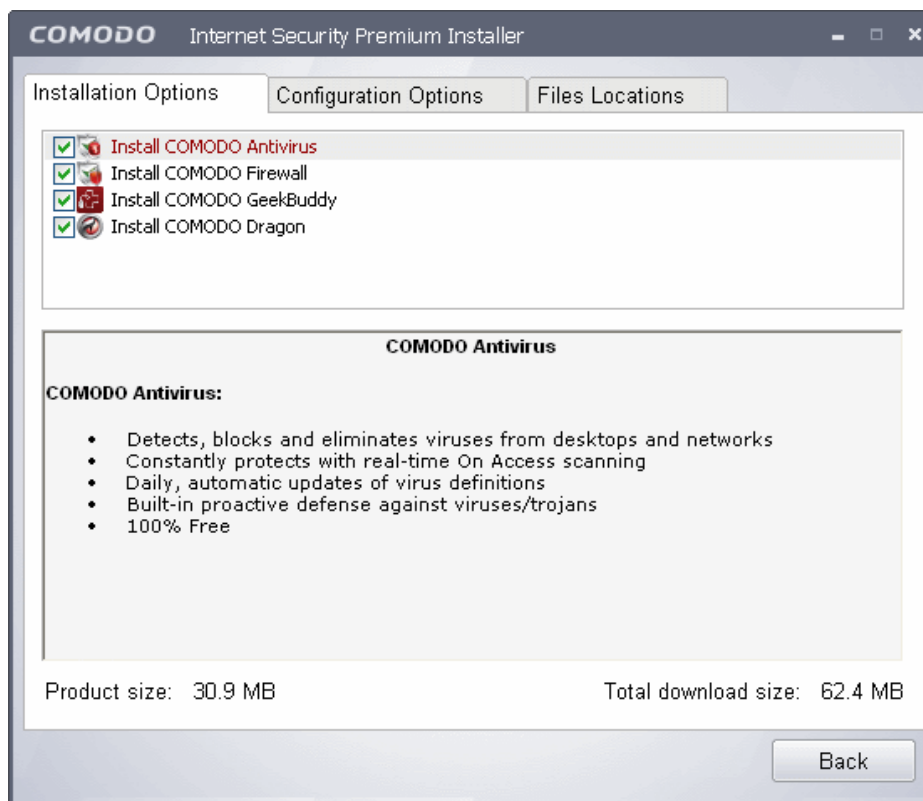 COMODO Internet Security Premium Installer
Installation Options
Configuration Options
Files Locations
Install COMODO Antivirus
Install COMODO Firewall
Install COMODO GeekBuddy
Install COMODO Dragon
COMODO Antivirus
COMODO Antivirus:
• Detects, blocks and eliminates viruses from desktops and networks
• Constantly protects with real-time On Access scanning
• Daily, automatic updates of virus definitions
• Built-in proactive defense against viruses/trojans
• 100% Free
Product size: 30.9 MB
Total download size: 62.4 MB
Back